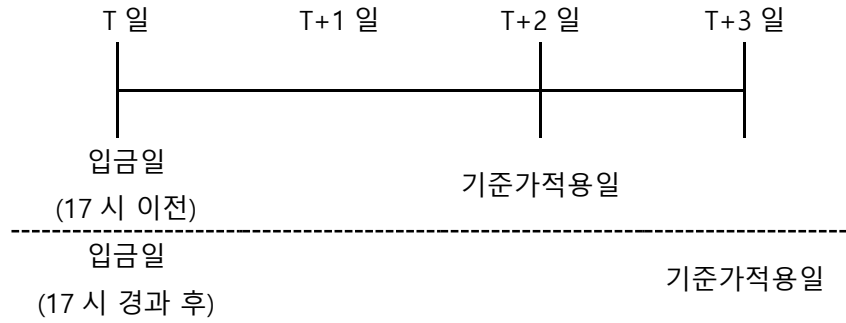 T 일 T+1 일 T+2 일 T+3 일
입금일
(17 시 이전)
기준가적용일
입금일
(17 시 경과 후)
기준가적용일